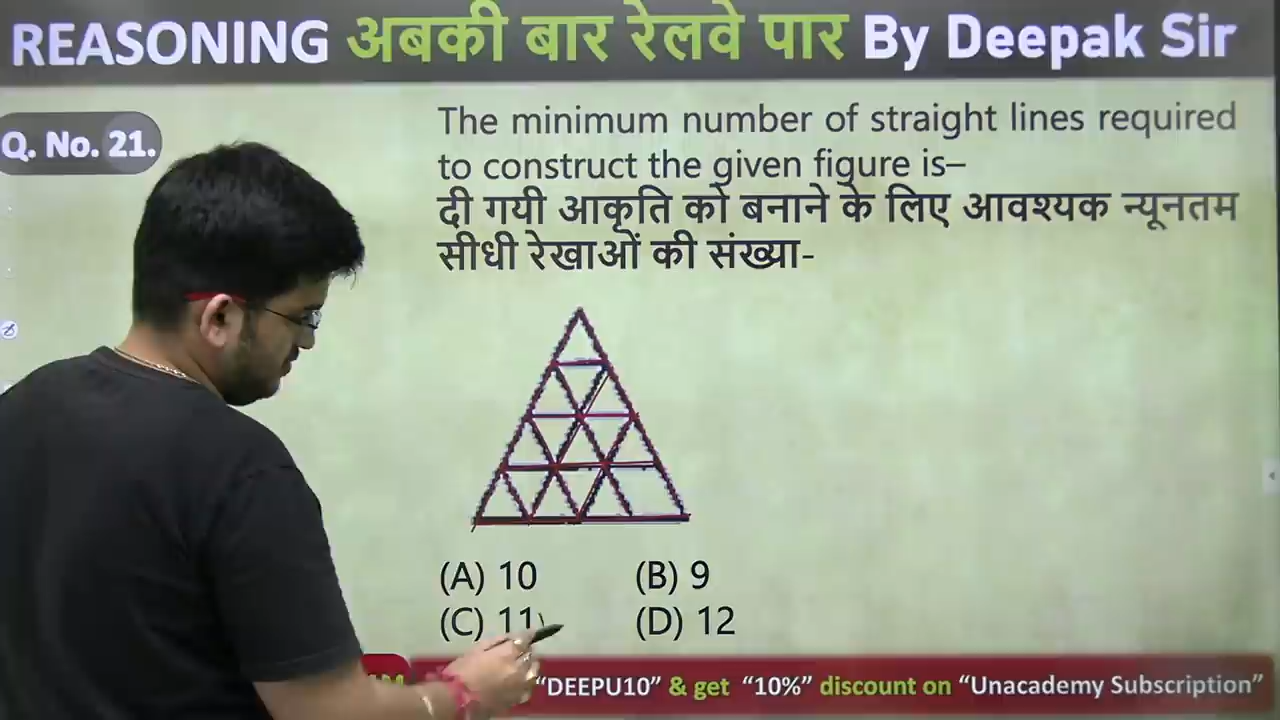 REASONING अबकी बार रेलवे पार By Deepak Sir
Q. No. 21.
The minimum number of straight lines required
to construct the given figure is–
दी गयी आकृति को बनाने के लिए आवश्यक न्यूनतम
सीधी रेखाओं की संख्या-
(A) 10 (B) 9
(C) 11 (D) 12
"DEEPU10" & get "10%" discount on "Unacademy Subscription"